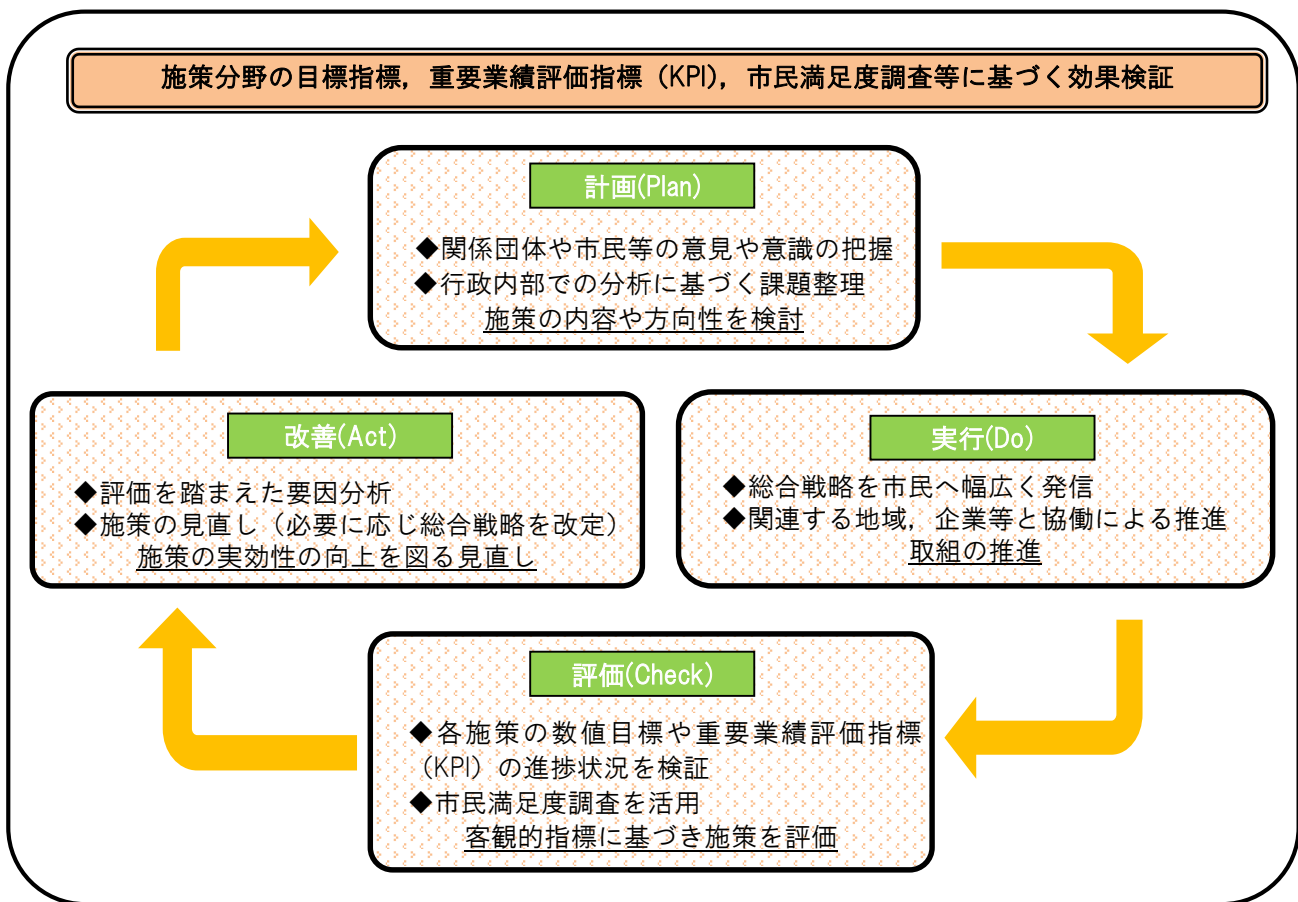 施策分野の目標指標，重要業績評価指標（KPI），市民満足度調査等に基づく効果検証
計画(Plan)
◆関係団体や市民等の意見や意識の把握
◆行政内部での分析に基づく課題整理
施策の内容や方向性を検討
改善(Act)
◆評価を踏まえた要因分析
◆施策の見直し（必要に応じ総合戦略を改定）
施策の実効性の向上を図る見直し
実行(Do)
◆総合戦略を市民へ幅広く発信
◆関連する地域，企業等と協働による推進
取組の推進
評価(Check)
◆各施策の数値目標や重要業績評価指標
（KPI）の進捗状況を検証
◆市民満足度調査を活用
客観的指標に基づき施策を評価